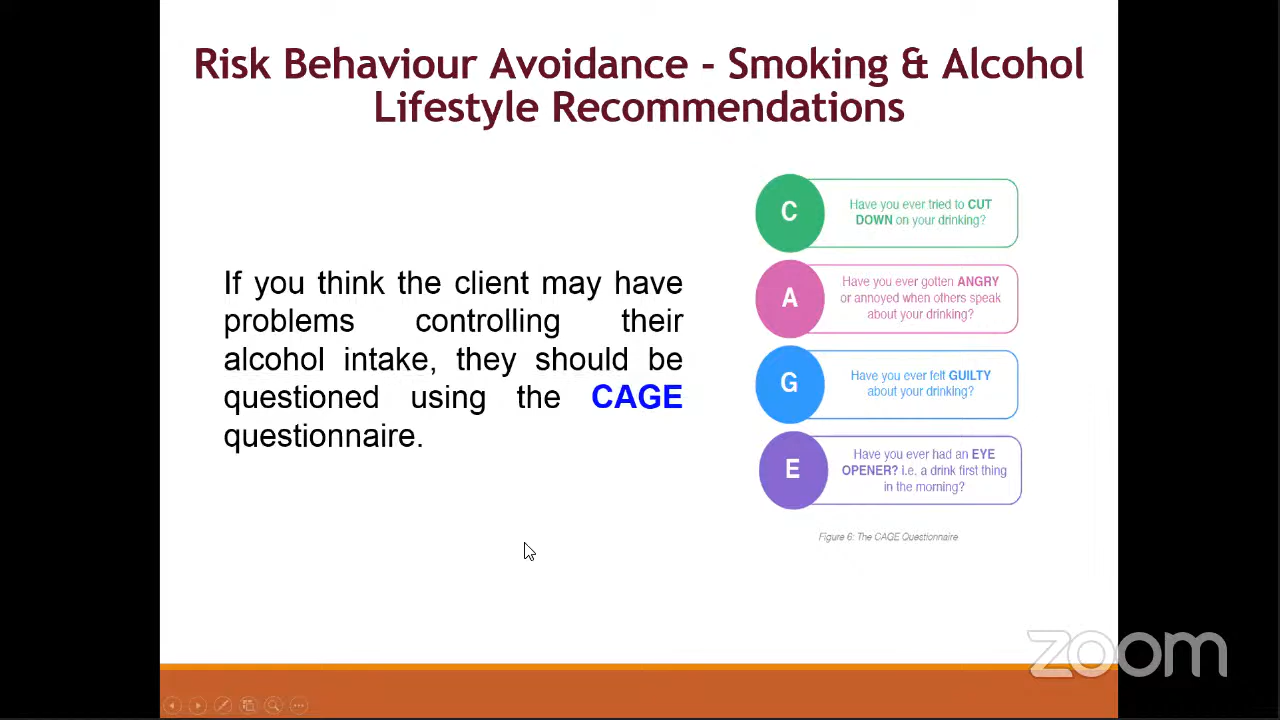 Risk Behaviour Avoidance - Smoking & Alcohol
Lifestyle Recommendations
If you think the client may have
problems controlling their
alcohol intake, they should be
questioned using the CAGE
questionnaire.
C
Have you ever tried to CUT
DOWN on your drinking?
A
Have you ever gotten ANGRY
or annoyed when others speak
about your drinking?
G
Have you ever felt GUILTY
about your drinking?
E
Have you ever had an EYE
OPENER? i.e. a drink first thing
in the morning?
Figure 6: The CAGE Questionnaire
zoom